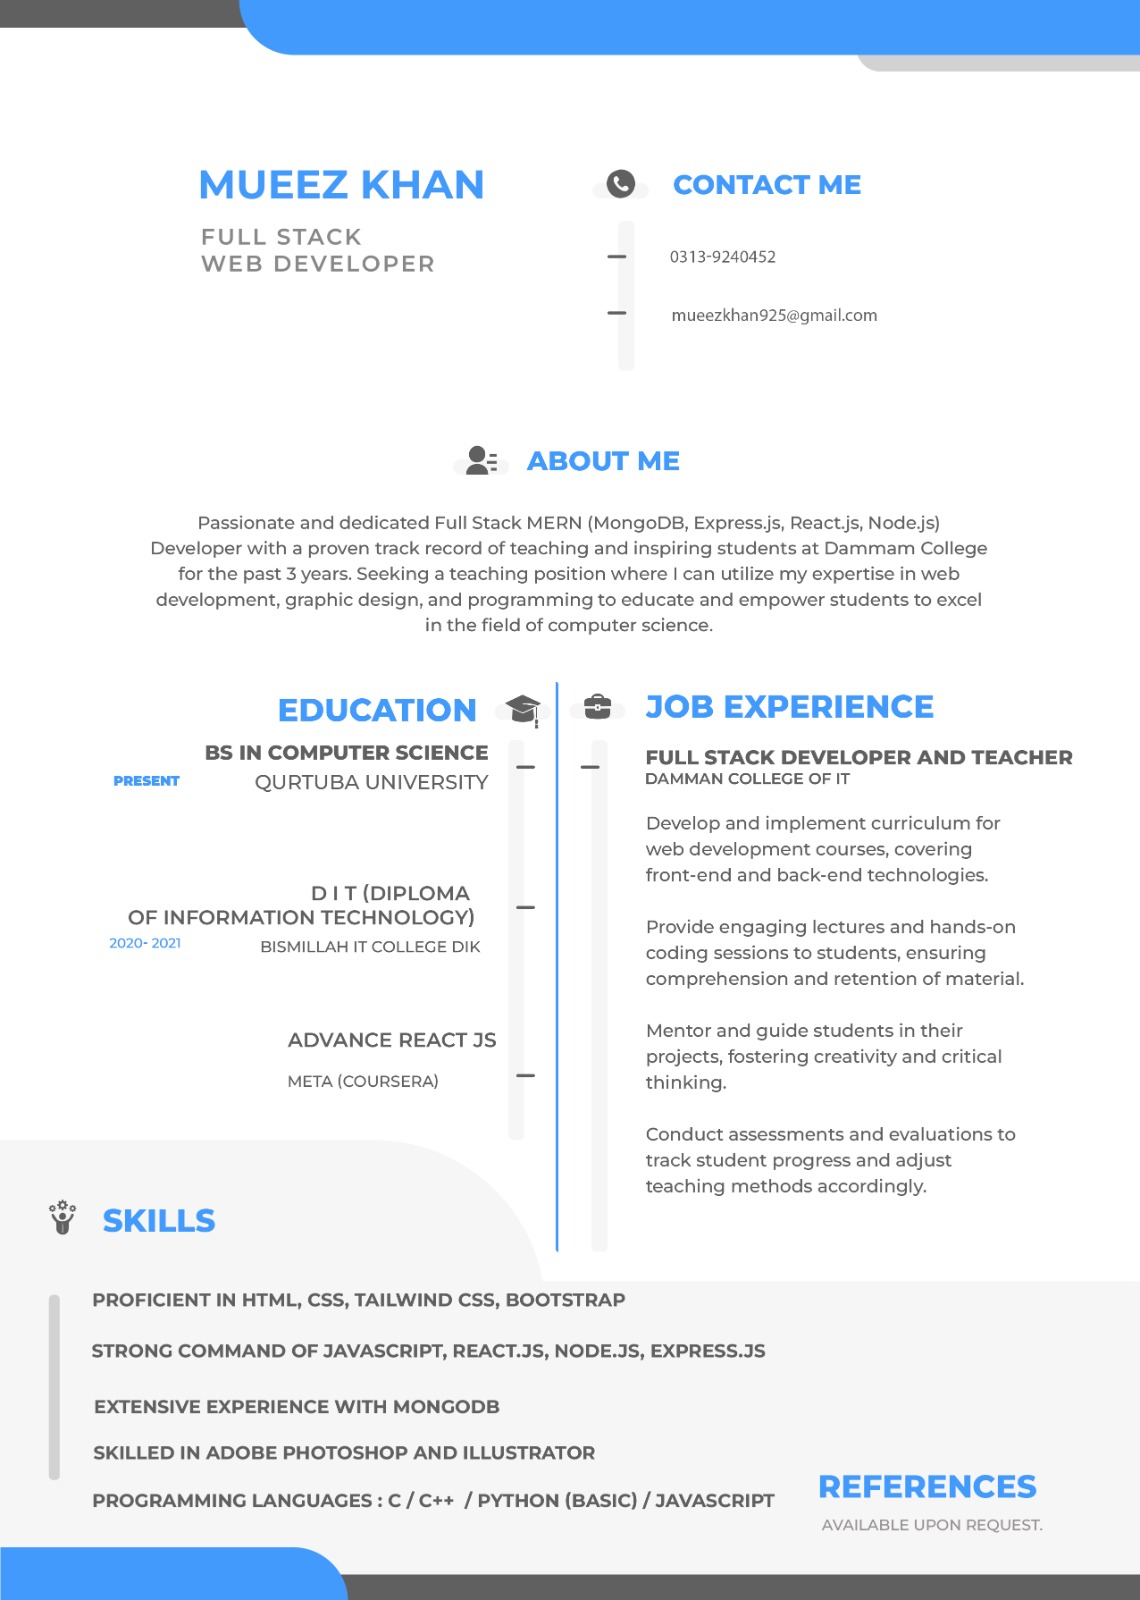 MUEEZ KHAN
FULL STACK
WEB DEVELOPER
CONTACT ME
0313-9240452
mueezkhan925@gmail.com
ABOUT ME
Passionate and dedicated Full Stack MERN (MongoDB, Express.js, React.js, Node.js)
Developer with a proven track record of teaching and inspiring students at Dammam College
for the past 3 years. Seeking a teaching position where I can utilize my expertise in web
development, graphic design, and programming to educate and empower students to excel
in the field of computer science.
EDUCATION
BS IN COMPUTER SCIENCE
PRESENT
QURTUBA UNIVERSITY
D I T (DIPLOMA
OF INFORMATION TECHNOLOGY)
2020- 2021
BISMILLAH IT COLLEGE DIK
ADVANCE REACT JS
META (COURSERA)
JOB EXPERIENCE
FULL STACK DEVELOPER AND TEACHER
DAMMAN COLLEGE OF IT
Develop and implement curriculum for
web development courses, covering
front-end and back-end technologies.
Provide engaging lectures and hands-on
coding sessions to students, ensuring
comprehension and retention of material.
Mentor and guide students in their
projects, fostering creativity and critical
thinking.
Conduct assessments and evaluations to
track student progress and adjust
teaching methods accordingly.
SKILLS
PROFICIENT IN HTML, CSS, TAILWIND CSS, BOOTSTRAP
STRONG COMMAND OF JAVASCRIPT, REACT.JS, NODE.JS, EXPRESS.JS
EXTENSIVE EXPERIENCE WITH MONGODB
SKILLED IN ADOBE PHOTOSHOP AND ILLUSTRATOR
PROGRAMMING LANGUAGES : C / C++ / PYTHON (BASIC) / JAVASCRIPT
REFERENCES
AVAILABLE UPON REQUEST.